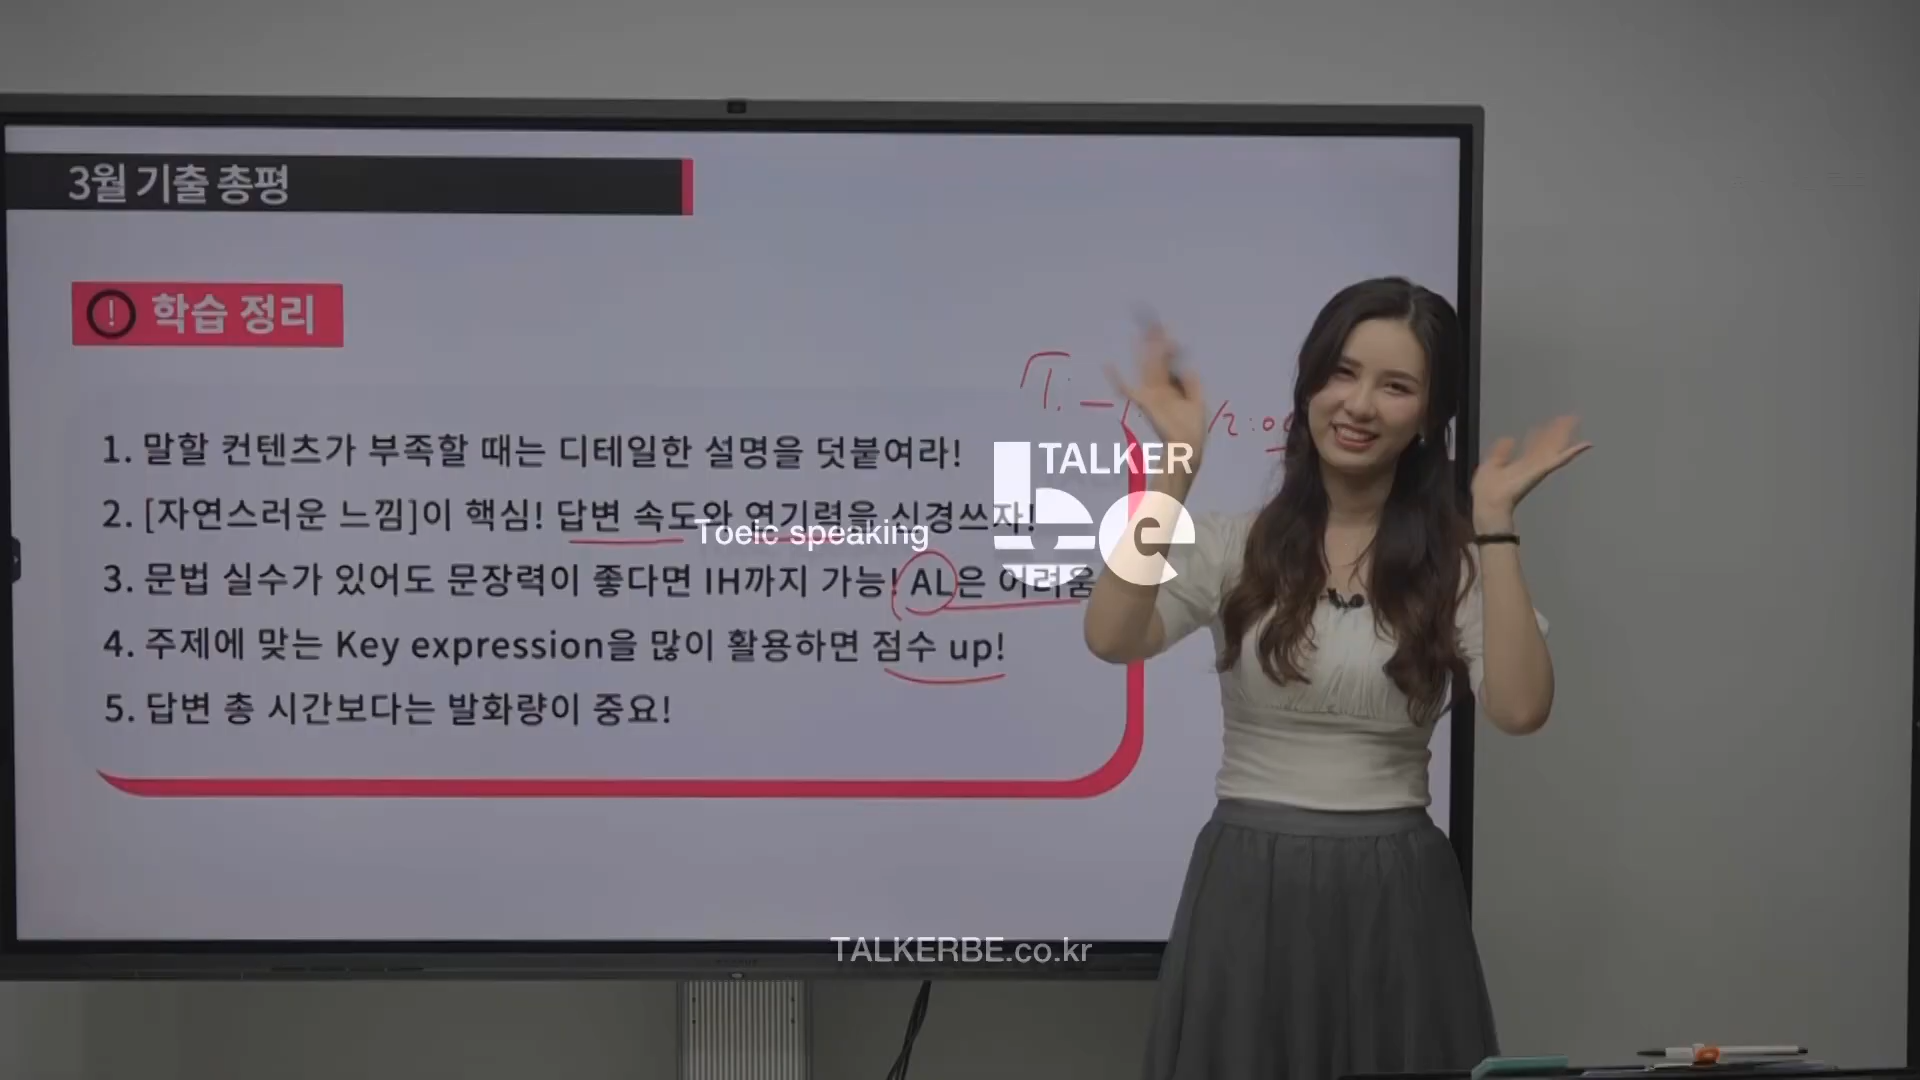 3월 기출 총평
학습 정리
1. 말할 컨텐츠가 부족할 때는 디테일한 설명을 덧붙여라!
2. [자연스러운 느낌]이 핵심! 답변 속도와 연기력을 신경쓰자!
3. 문법 실수가 있어도 문장력이 좋다면 IH까지 가능! AL은 어려움
4. 주제에 맞는 Key expression을 많이 활용하면 점수 up!
5. 답변 총 시간보다는 발화량이 중요!
Toeic speaking
TALKER
be
TALKERBE.co.kr